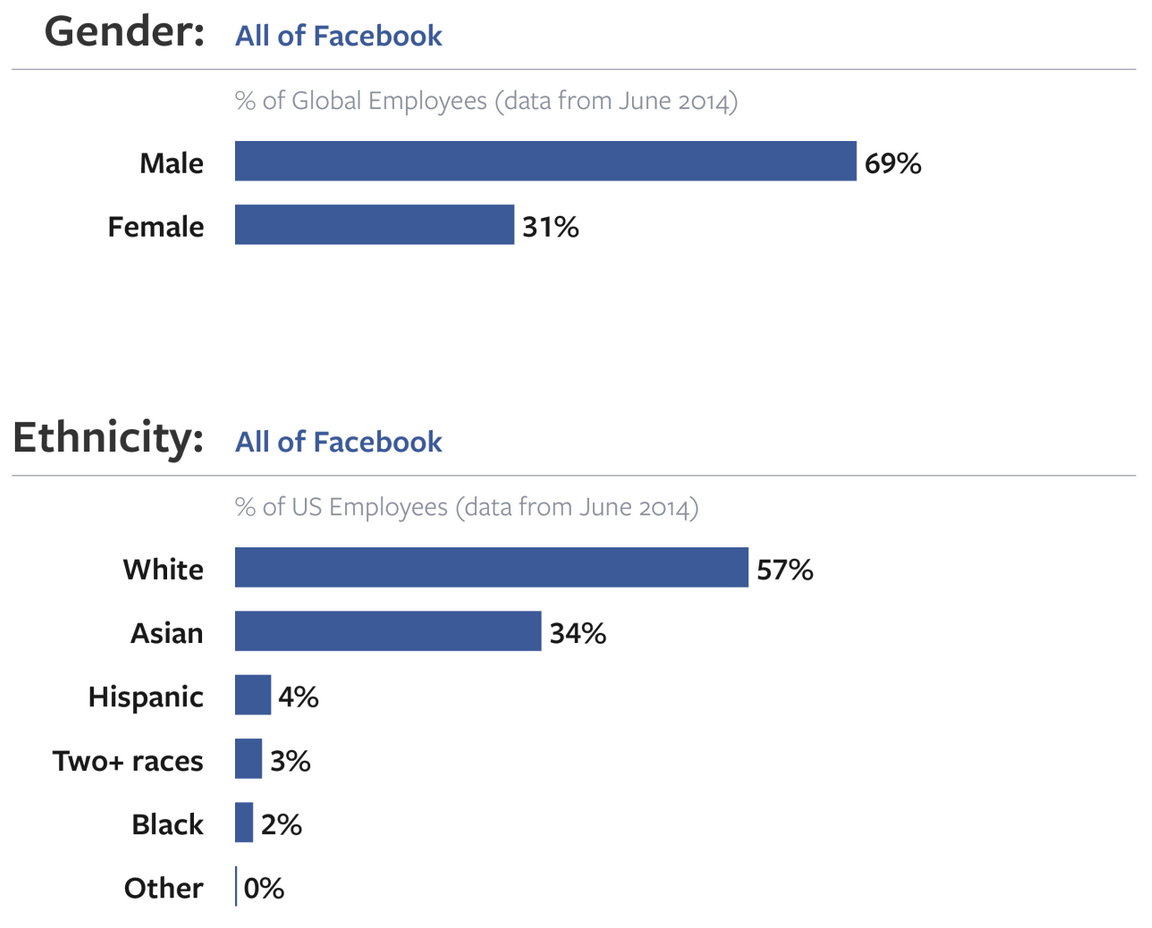 Gender: All of Facebook
% of Global Employees (data from June 2014)
Male 69%
Female 31%
Ethnicity: All of Facebook
% of US Employees (data from June 2014)
White 57%
Asian 34%
Hispanic 4%
Two+ races 3%
Black 2%
Other 0%